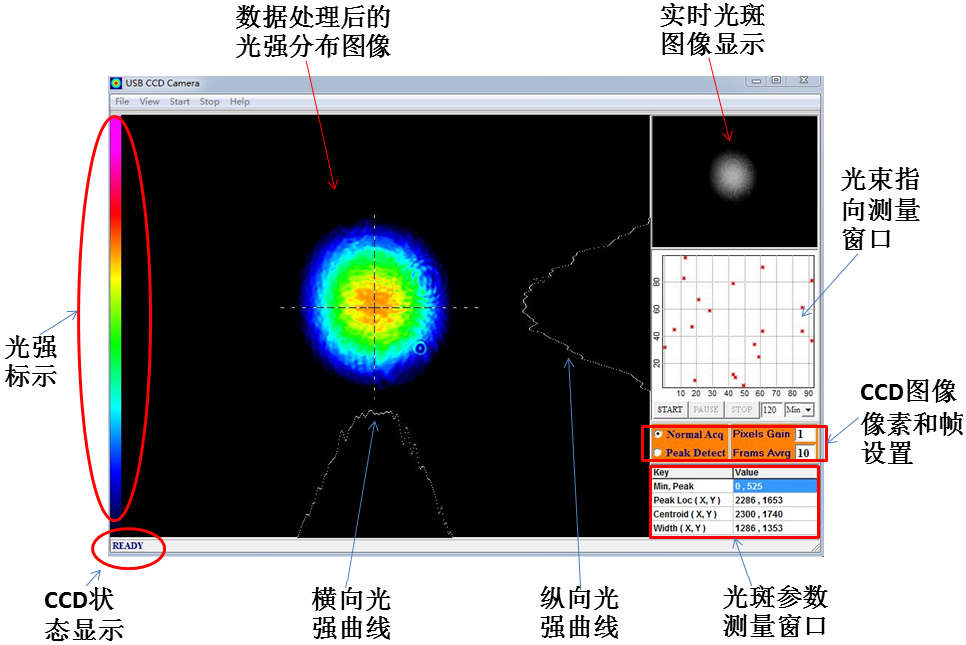 数据处理后的
光强分布图像
实时光斑
图像显示
USB CCD Camera
File View Start Stop Help
光束指
向测量
窗口
80
60
40
20
10 20 30 40 50 60 70 80 90
START PAUSE STOP 120 Min
光强
标示
CCD图像
像素和帧
设置
Normal Acq Pixels Gain 1
Peak Detect Frams Avrg 10
Key Value
Min, Peak 0 , 525
Peak Loc ( X, Y ) 2286 , 1653
Centroid ( X, Y ) 2300 , 1740
Width ( X, Y ) 1286 , 1353
READY
CCD状
态显示
横向光
强曲线
纵向光
强曲线
光斑参数
测量窗口